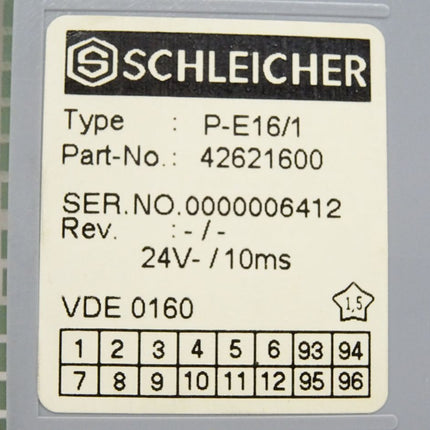 S SCHLEICHER
Type : P-E16/1
Part-No.: 42621600
SER.NO.0000006412
Rev. :-/-
24V-/10ms
VDE 0160 1,5
1 2 3 4 5 6 93 94
7 8 9 10 11 12 95 96